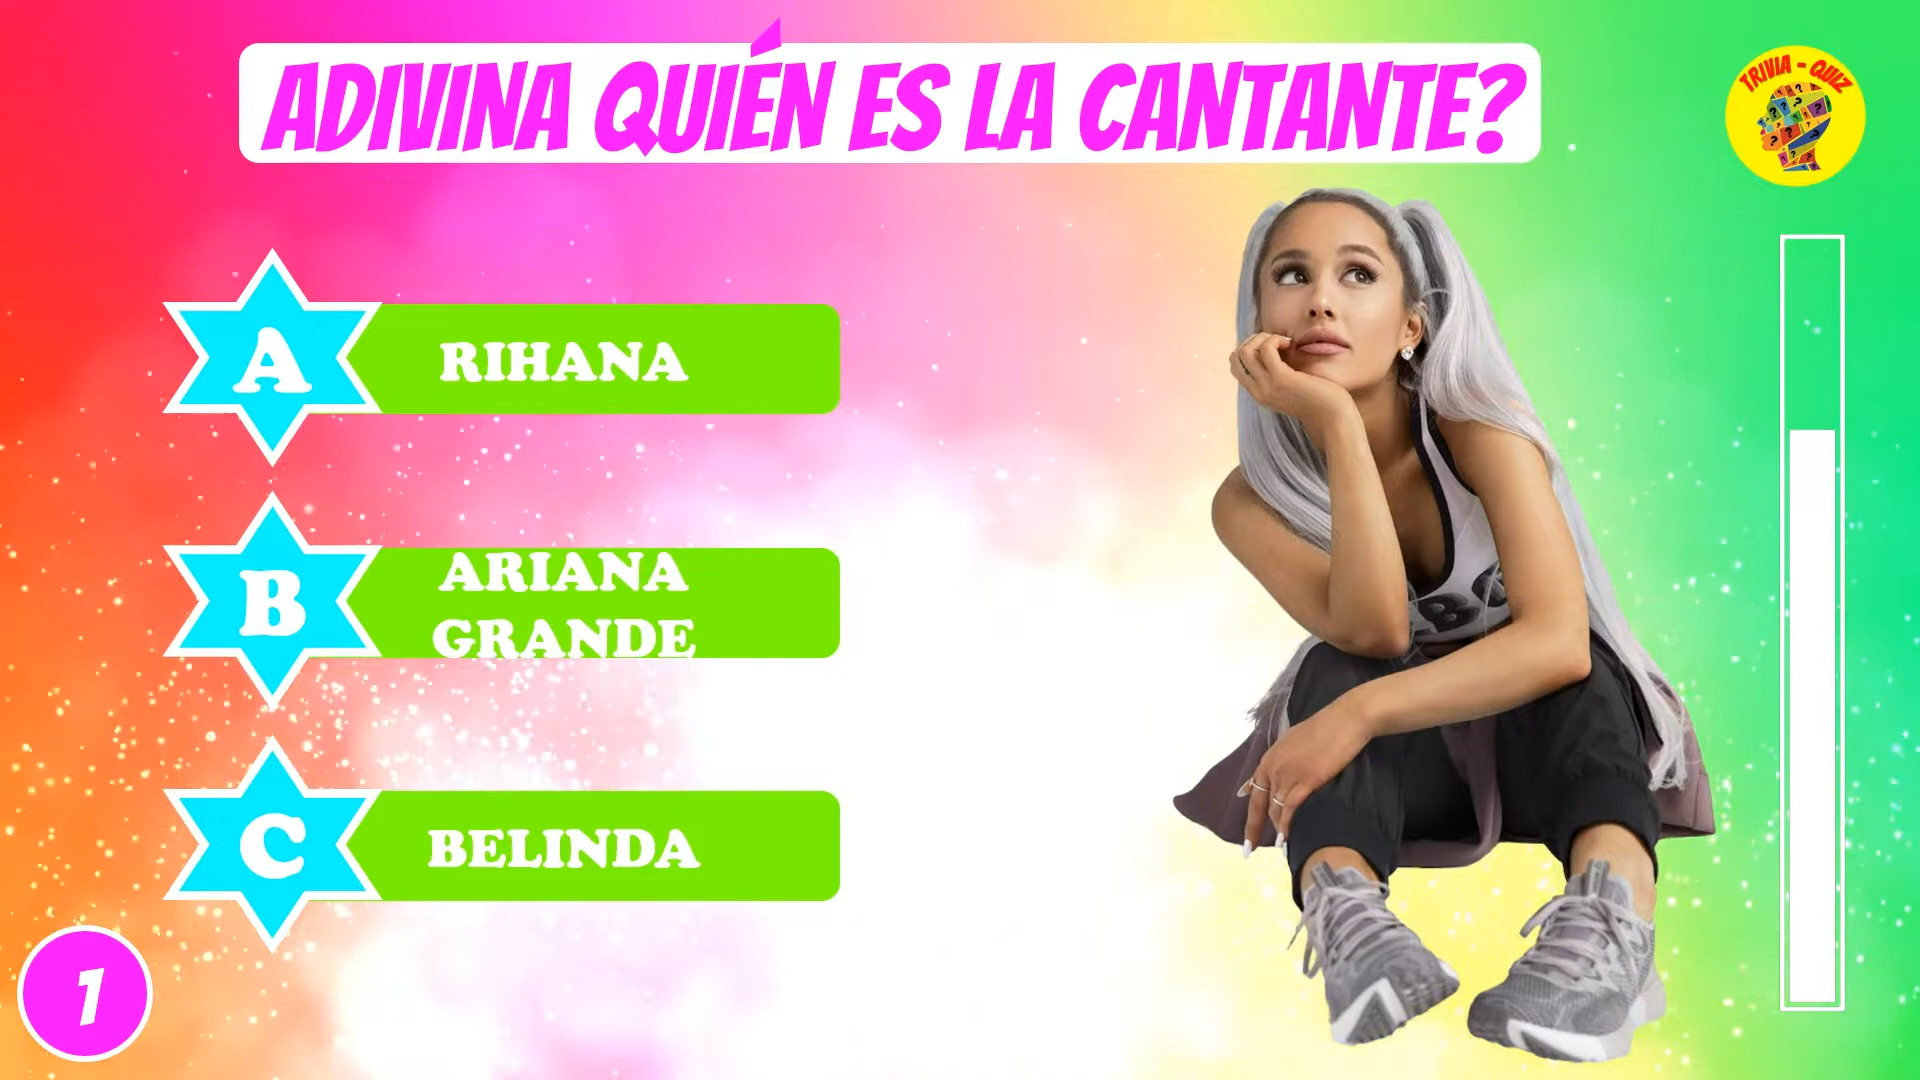 ADIVINA QUIÉN ES LA CANTANTE?
TRIVIA - QUIZ
A
RIHANA
B
ARIANA
GRANDE
C
BELINDA
1